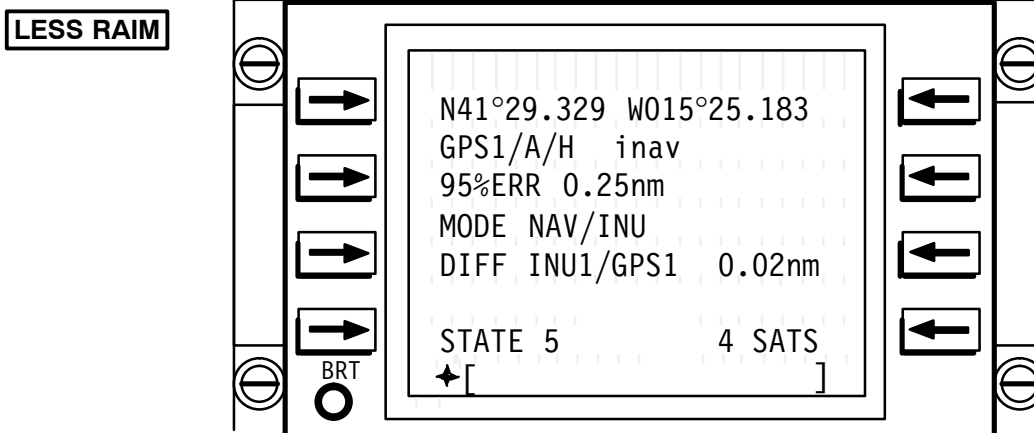 LESS RAIM
N41°29.329 W015°25.183
GPS1/A/H inav
95%ERR 0.25nm
MODE NAV/INU
DIFF INU1/GPS1 0.02nm
STATE 5 4 SATS
[ ]
BRT